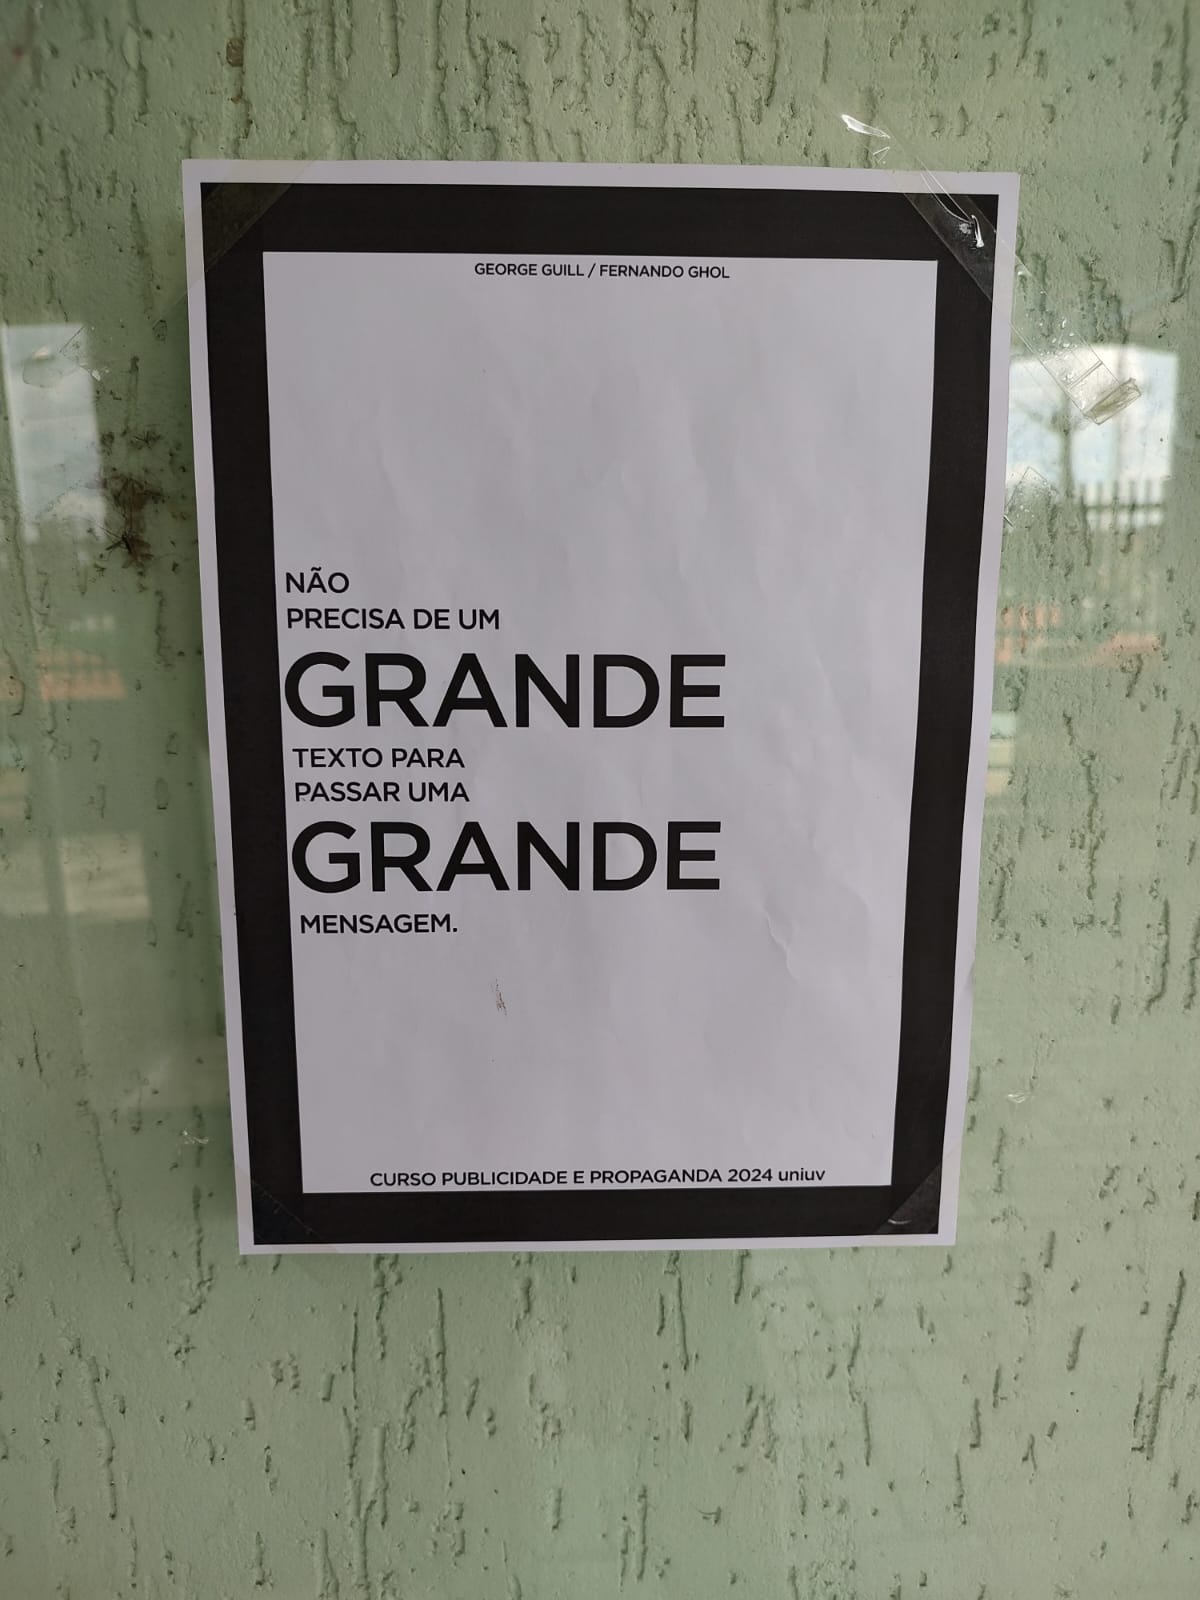 GEORGE GUILL / FERNANDO GHOL
NÃO
PRECISA DE UM
GRANDE
TEXTO PARA
PASSAR UMA
GRANDE
MENSAGEM.
CURSO PUBLICIDADE E PROPAGANDA 2024 uniuv